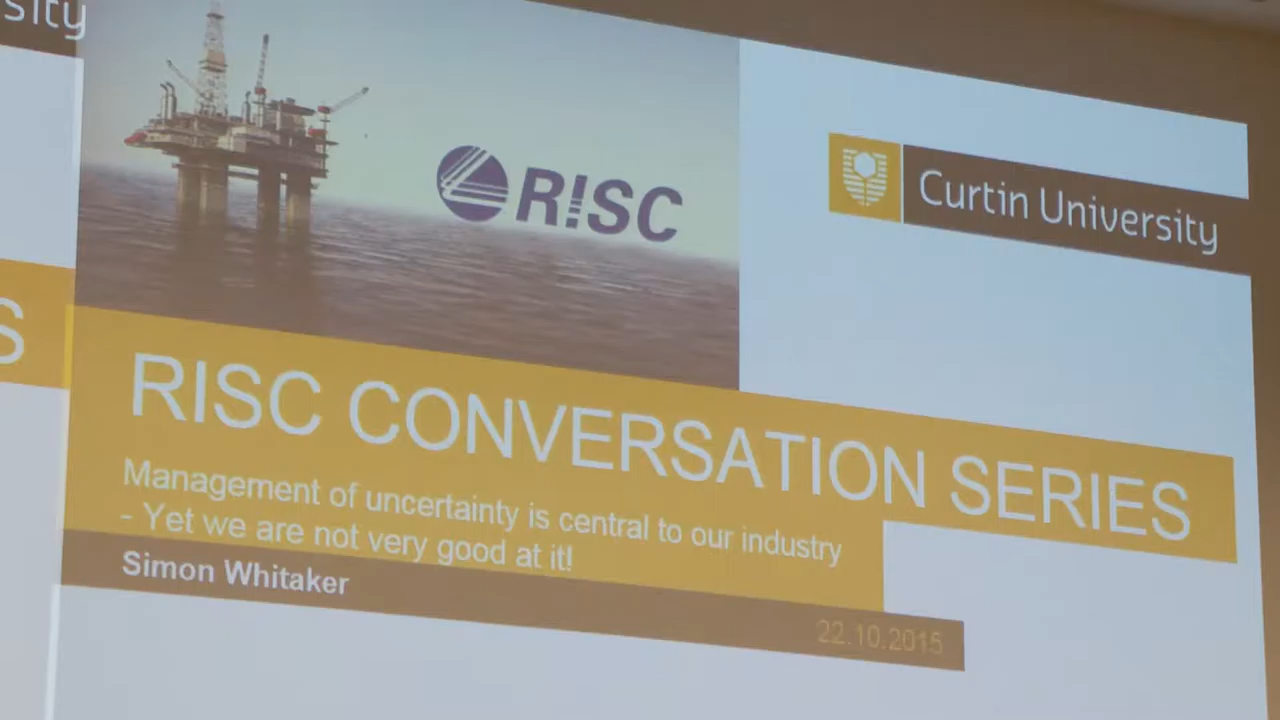 sity
R!SC
Curtin University
S
RISC CONVERSATION SERIES
Management of uncertainty is central to our industry
- Yet we are not very good at it!
Simon Whitaker
22.10.2015